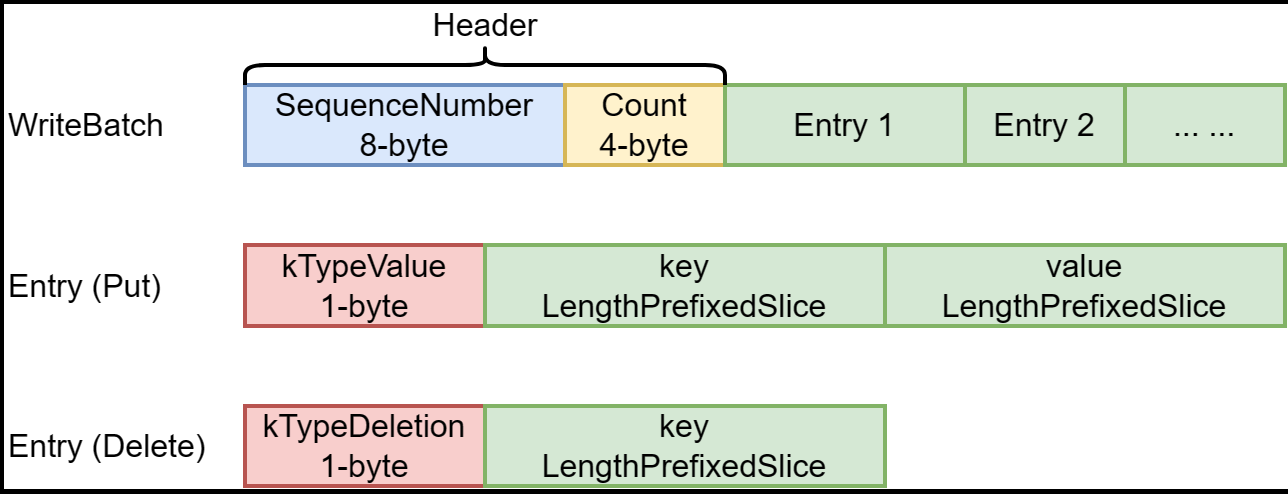 Header
WriteBatch
SequenceNumber
8-byte
Count
4-byte
Entry 1
Entry 2
... ...
Entry (Put)
kTypeValue
1-byte
key
LengthPrefixedSlice
value
LengthPrefixedSlice
Entry (Delete)
kTypeDeletion
1-byte
key
LengthPrefixedSlice